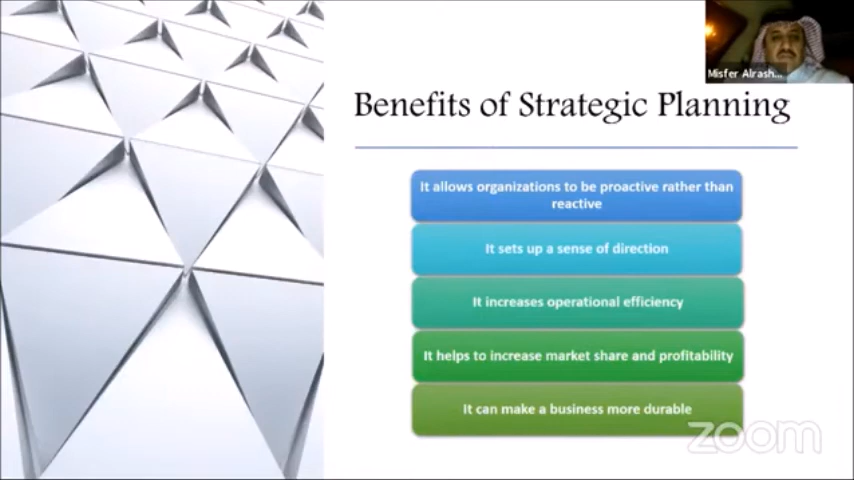 Misfer Alrash...
Benefits of Strategic Planning
It allows organizations to be proactive rather than
reactive
It sets up a sense of direction
It increases operational efficiency
It helps to increase market share and profitability
It can make a business more durable
zoom